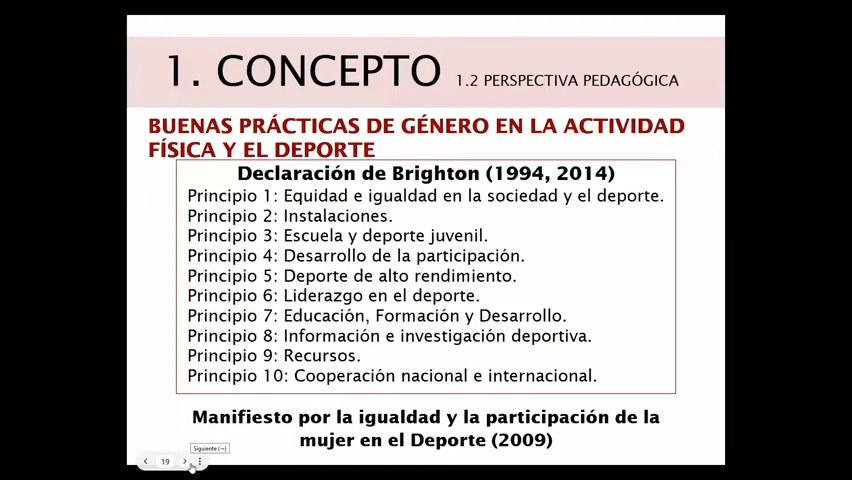 1. CONCEPTO 1.2 PERSPECTIVA PEDAGÓGICA
BUENAS PRÁCTICAS DE GÉNERO EN LA ACTIVIDAD
FÍSICA Y EL DEPORTE
Declaración de Brighton (1994, 2014)
Principio 1: Equidad e igualdad en la sociedad y el deporte.
Principio 2: Instalaciones.
Principio 3: Escuela y deporte juvenil.
Principio 4: Desarrollo de la participación.
Principio 5: Deporte de alto rendimiento.
Principio 6: Liderazgo en el deporte.
Principio 7: Educación, Formación y Desarrollo.
Principio 8: Información e investigación deportiva.
Principio 9: Recursos.
Principio 10: Cooperación nacional e internacional.
Manifiesto por la igualdad y la participación de la
mujer en el Deporte (2009)
Siguiente (→)
19